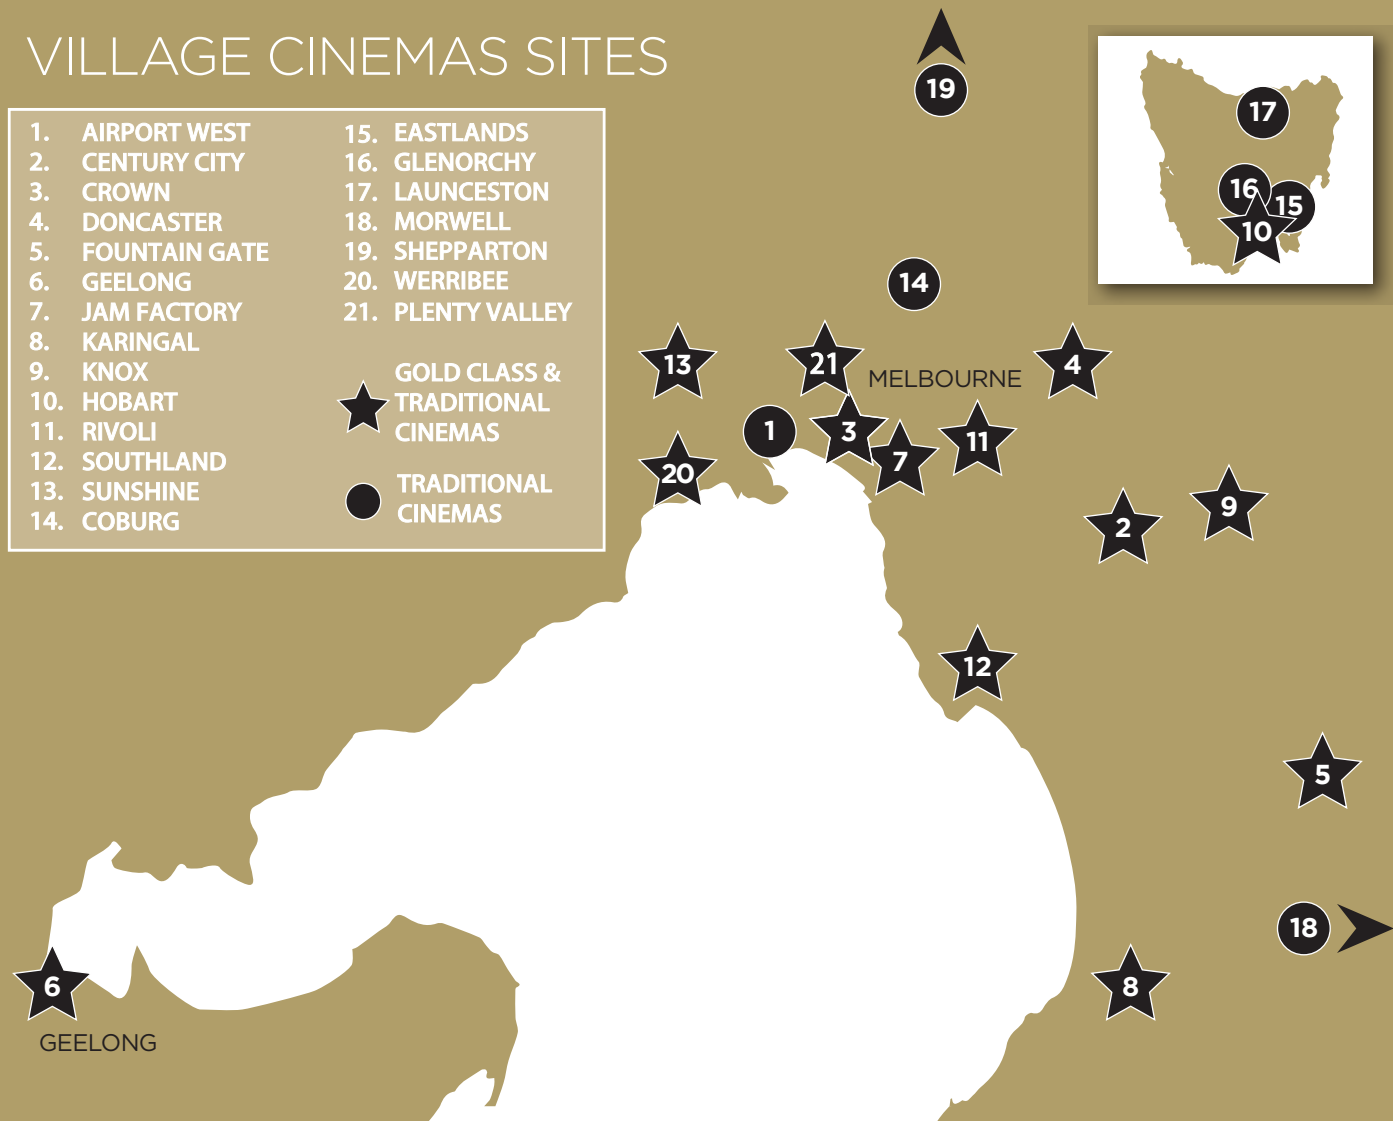 VILLAGE CINEMAS SITES
1. AIRPORT WEST
2. CENTURY CITY
3. CROWN
4. DONCASTER
5. FOUNTAIN GATE
6. GEELONG
7. JAM FACTORY
8. KARINGAL
9. KNOX
10. HOBART
11. RIVOLI
12. SOUTHLAND
13. SUNSHINE
14. COBURG
15. EASTLANDS
16. GLENORCHY
17. LAUNCESTON
18. MORWELL
19. SHEPPARTON
20. WERRIBEE
21. PLENTY VALLEY
GOLD CLASS &
TRADITIONAL
CINEMAS
TRADITIONAL
CINEMAS
19
17
16
15
10
14
13
21
4
MELBOURNE
1
3
11
7
20
9
2
12
5
18
6
8
GEELONG